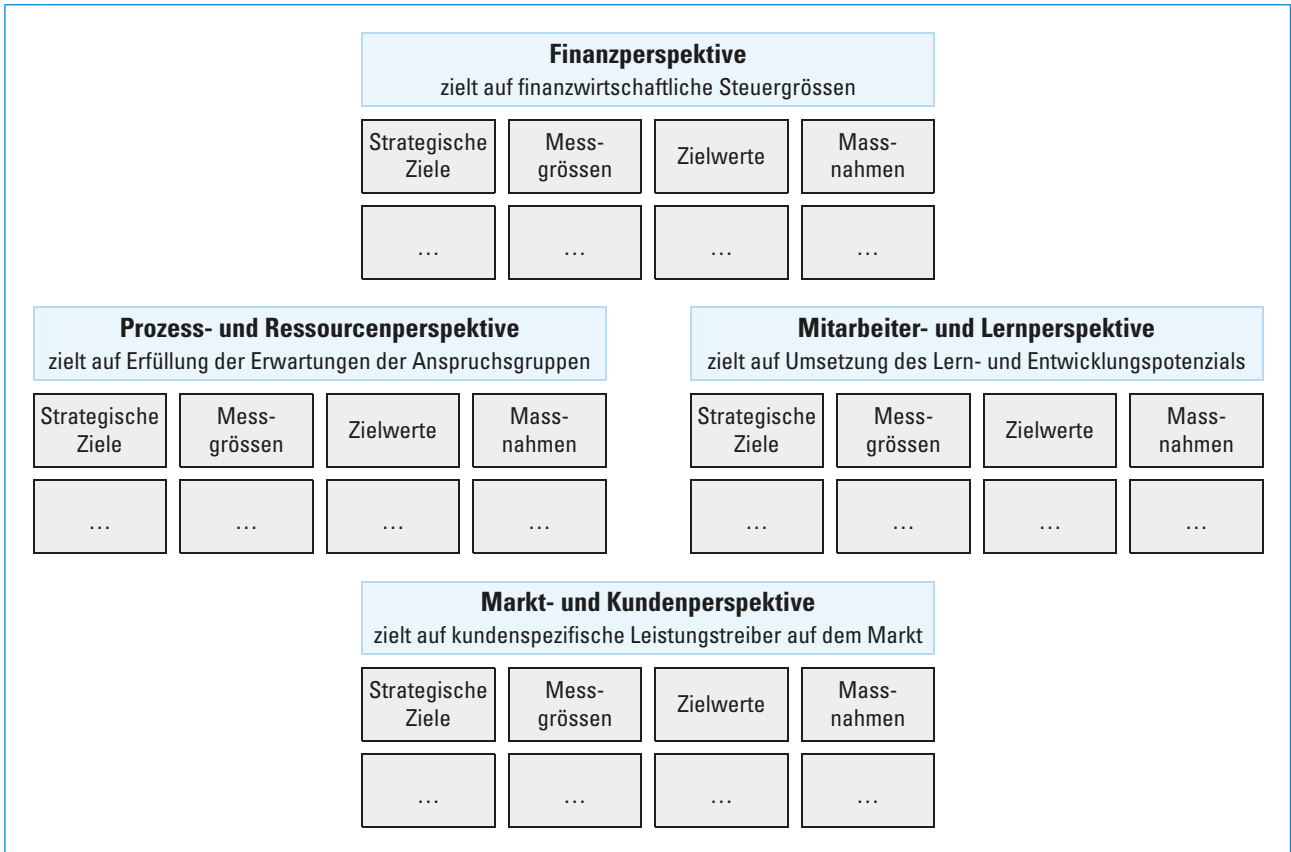 Finanzperspektive
zielt auf finanzwirtschaftliche Steuergrössen
Strategische
Ziele
Mess-
grössen
Zielwerte
Mass-
nahmen
…
…
…
…
Prozess- und Ressourcenperspektive
zielt auf Erfüllung der Erwartungen der Anspruchsgruppen
Strategische
Ziele
Mess-
grössen
Zielwerte
Mass-
nahmen
…
…
…
…
Mitarbeiter- und Lernperspektive
zielt auf Umsetzung des Lern- und Entwicklungspotenzials
Strategische
Ziele
Mess-
grössen
Zielwerte
Mass-
nahmen
…
…
…
…
Markt- und Kundenperspektive
zielt auf kundenspezifische Leistungstreiber auf dem Markt
Strategische
Ziele
Mess-
grössen
Zielwerte
Mass-
nahmen
…
…
…
…